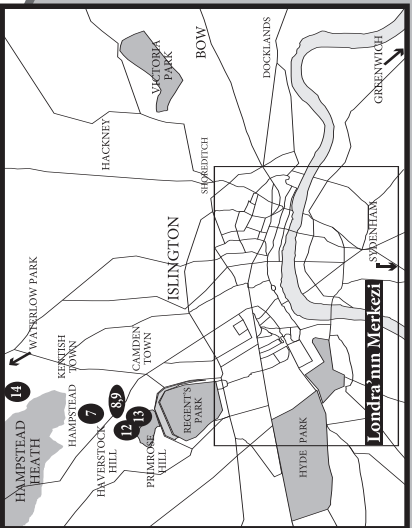 VICTORIA
PARK
BOW
DOCKLANDS
GREENWICH
HACKNEY
SHOREDITCH
ISLINGTON
SYDENHAM
WATERLOW PARK
KENTISH
TOWN
CAMDEN
TOWN
Londra’nın Merkezi
14
HAMPSTEAD
HEATH
HAMPSTEAD
7
8,9
HAVERSTOCK
HILL
12
13
PRIMROSE
HILL
REGENT'S
PARK
HYDE PARK